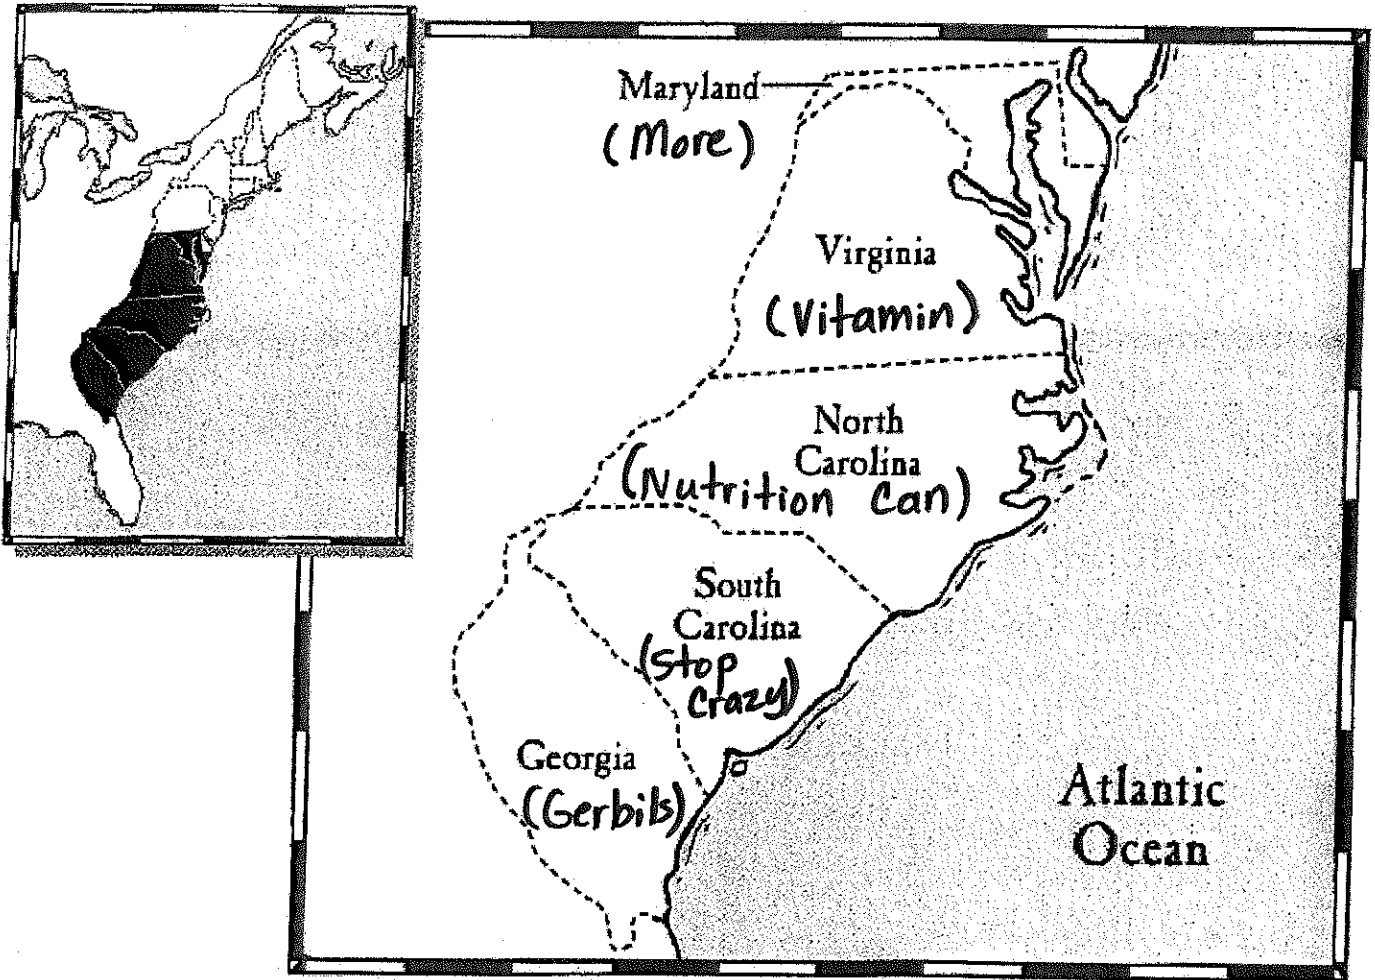 Maryland
(More)
Virginia
(Vitamin)
North
Carolina
(Nutrition Can)
South
Carolina
(Stop
Crazy)
Georgia
(Gerbils)
Atlantic
Ocean